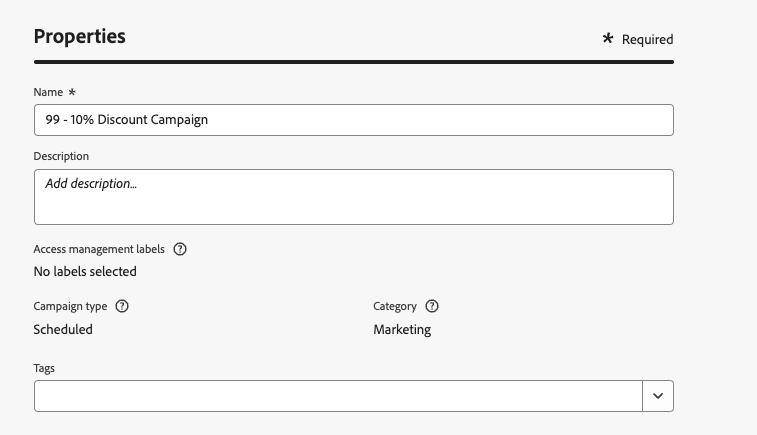 Properties
* Required
Name *
99 - 10% Discount Campaign
Description
Add description...
Access management labels ?
No labels selected
Campaign type ? Category ?
Scheduled Marketing
Tags